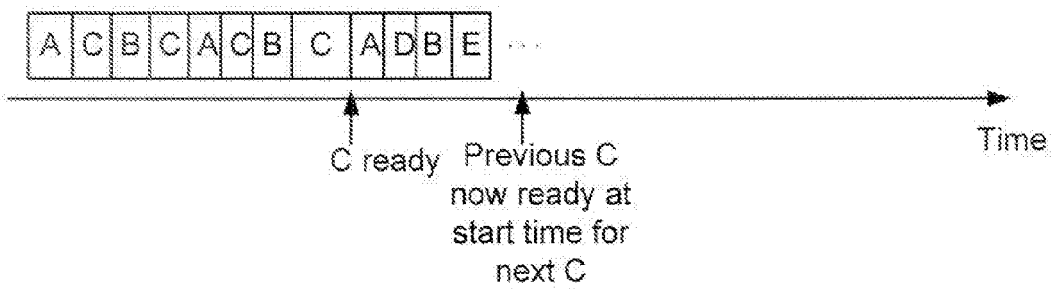 A C B C A C B C A D B E ...
Time
C ready
Previous C
now ready at
start time for
next C